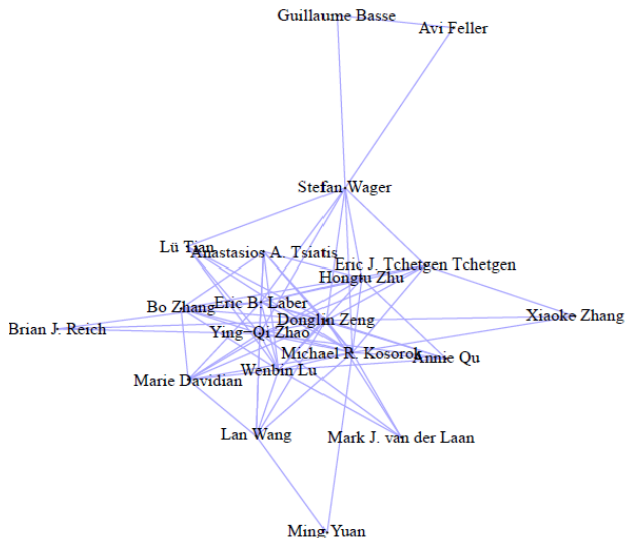 Guillaume Basse
Avi Feller
Stefan Wager
Lü Tian
Anastasios A. Tsiatis
Eric J. Tchetgen Tchetgen
Hongtu Zhu
Bo Zhang
Eric B. Laber
Brian J. Reich
Ying−Qi Zhao
Donglin Zeng
Xiaoke Zhang
Michael R. Kosorok
Annie Qu
Marie Davidian
Wenbin Lu
Lan Wang
Mark J. van der Laan
Ming Yuan